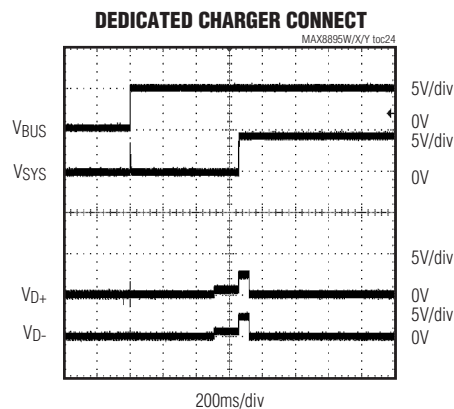 DEDICATED CHARGER CONNECT
MAX8895W/X/Y toc24
VBUS
VSYS
VD+
VD-
5V/div
0V
5V/div
0V
5V/div
0V
5V/div
0V
200ms/div